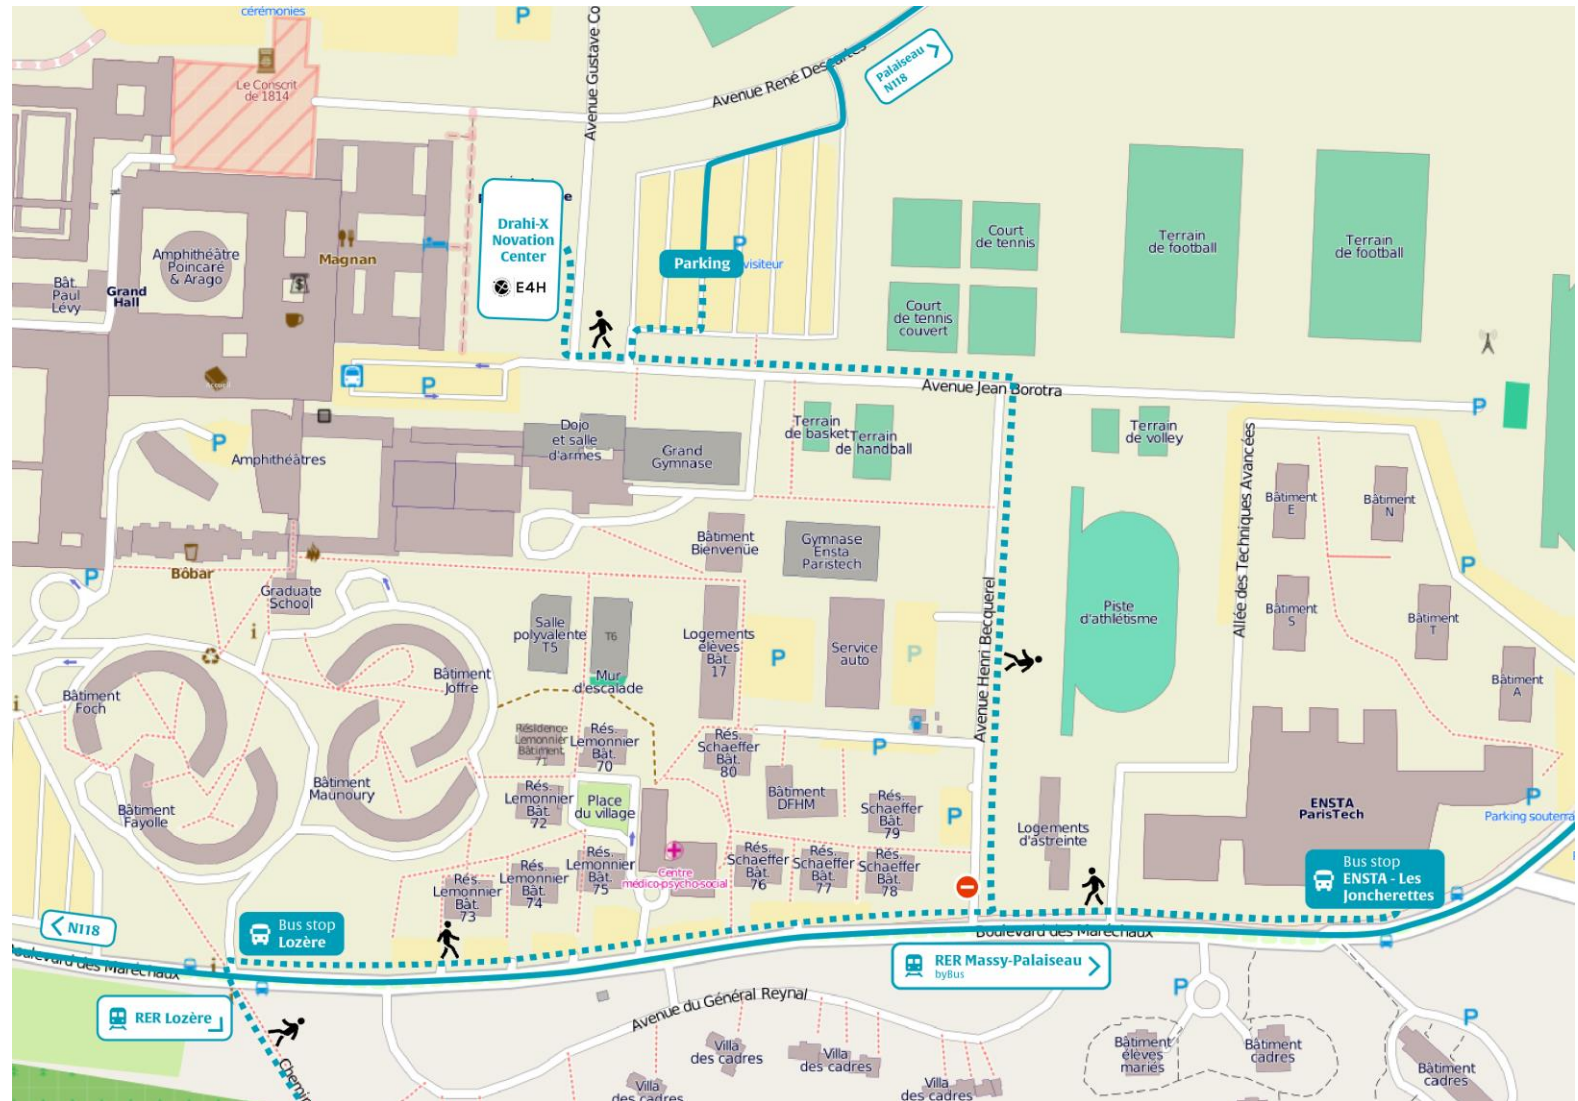 cérémonies
P
Le Conscrit
de 1814
Avenue Gustave Co
Avenue René Descartes
Palaiseau
N118
Drahi-X
Novation
Center
E4H
P
Parking
visiteur
Court
de tennis
Court
de tennis
couvert
Terrain
de football
Terrain
de football
Amphithéâtre
Poincaré
& Arago
Magnan
Bât.
Paul
Lévy
Grand
Hall
P
Avenue Jean Borotra
P
Dojo
et salle
d'armes
Grand
Gymnase
Terrain
de basket
Terrain
de handball
Terrain
de volley
P
Amphithéâtres
Allée des Techniques Avancées
Bâtiment
E
Bâtiment
N
Bâtiment
Bienvenüe
Gymnase
Ensta
Paristech
P
Bôbar
Graduate
School
P
Bâtiment
S
Bâtiment
T
Piste
d'athlétisme
Avenue Henri Becquerel
Salle
polyvalente
T5
T6
Mur
d'escalade
Logements
élèves
Bât.
17
P
Service
auto
P
Bâtiment
Foch
Bâtiment
Joffre
Bâtiment
A
Résidence
Lemonnier
Bâtiment
71
Rés.
Lemonnier
Bât.
70
Rés.
Schaeffer
Bât.
80
P
Bâtiment
Maunoury
Bâtiment
Fayolle
Rés.
Lemonnier
Bât.
72
Place
du village
Bâtiment
DFHM
Rés.
Schaeffer
Bât.
79
P
Logements
d'astreinte
ENSTA
ParisTech
P
Parking souterra
Rés.
Lemonnier
Bât.
73
Rés.
Lemonnier
Bât.
74
Rés.
Lemonnier
Bât.
75
Centre
médico-psycho-social
Rés.
Schaeffer
Bât.
76
Rés.
Schaeffer
Bât.
77
Rés.
Schaeffer
Bât.
78
Bus stop
ENSTA - Les
Joncherettes
N118
Bus stop
Lozère
Boulevard des Maréchaux
Boulevard des Maréchaux
RER Massy-Palaiseau
byBus
RER Lozère
Avenue du Général Reynal
P
P
Chemin
Villa
des cadres
Villa
des cadres
Villa
des cadres
Villa
des cadres
Bâtiment
élèves
mariés
Bâtiment
cadres
Bâtiment
cadres